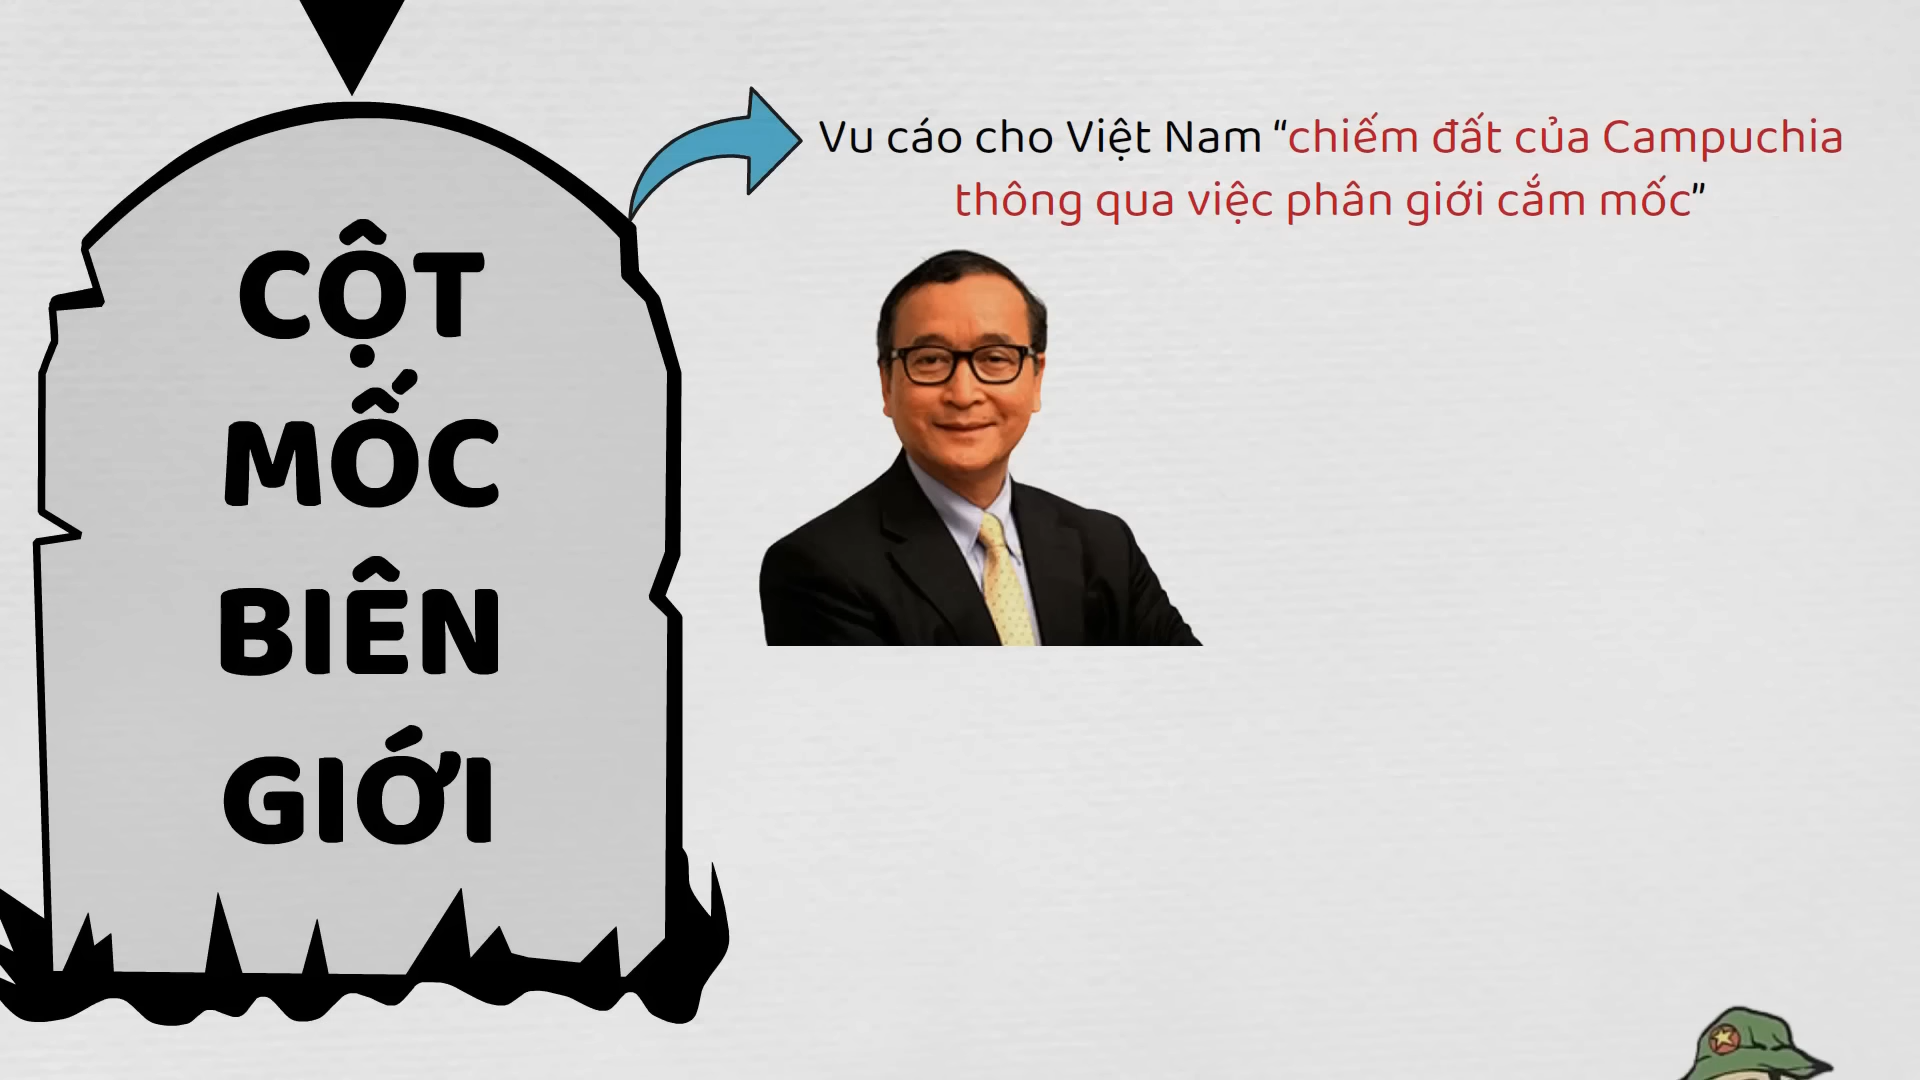 CỘT
MỐC
BIÊN
GIỚI
Vu cáo cho Việt Nam “chiếm đất của Campuchia
thông qua việc phân giới cắm mốc”